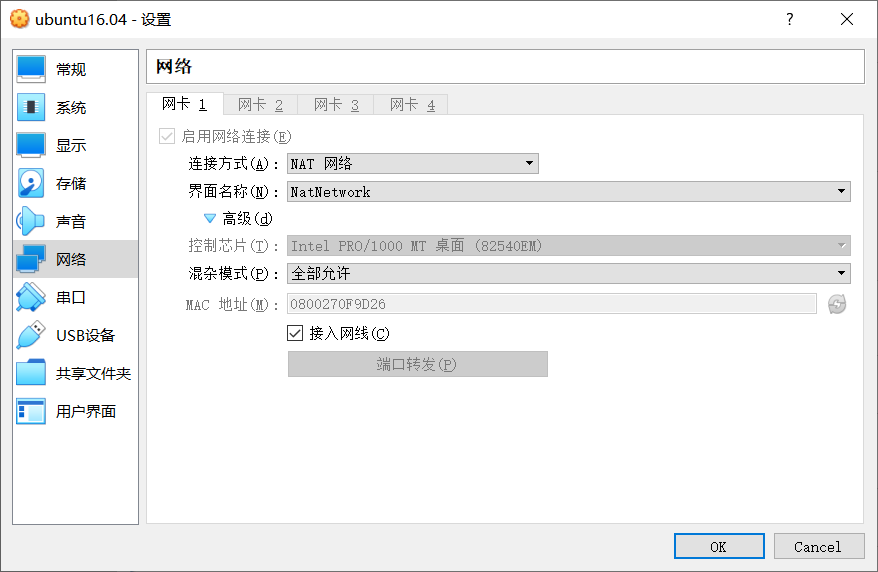 ubuntu16.04 - 设置
?
常规
系统
显示
存储
声音
网络
串口
USB设备
共享文件夹
用户界面
网络
网卡 1 网卡 2 网卡 3 网卡 4
启用网络连接(E)
连接方式(A): NAT 网络
界面名称(N): NatNetwork
高级(d)
控制芯片(T): Intel PRO/1000 MT 桌面 (82540EM)
混杂模式(P): 全部允许
MAC 地址(M): 0800270F9D26
接入网线(C)
端口转发(P)
OK Cancel